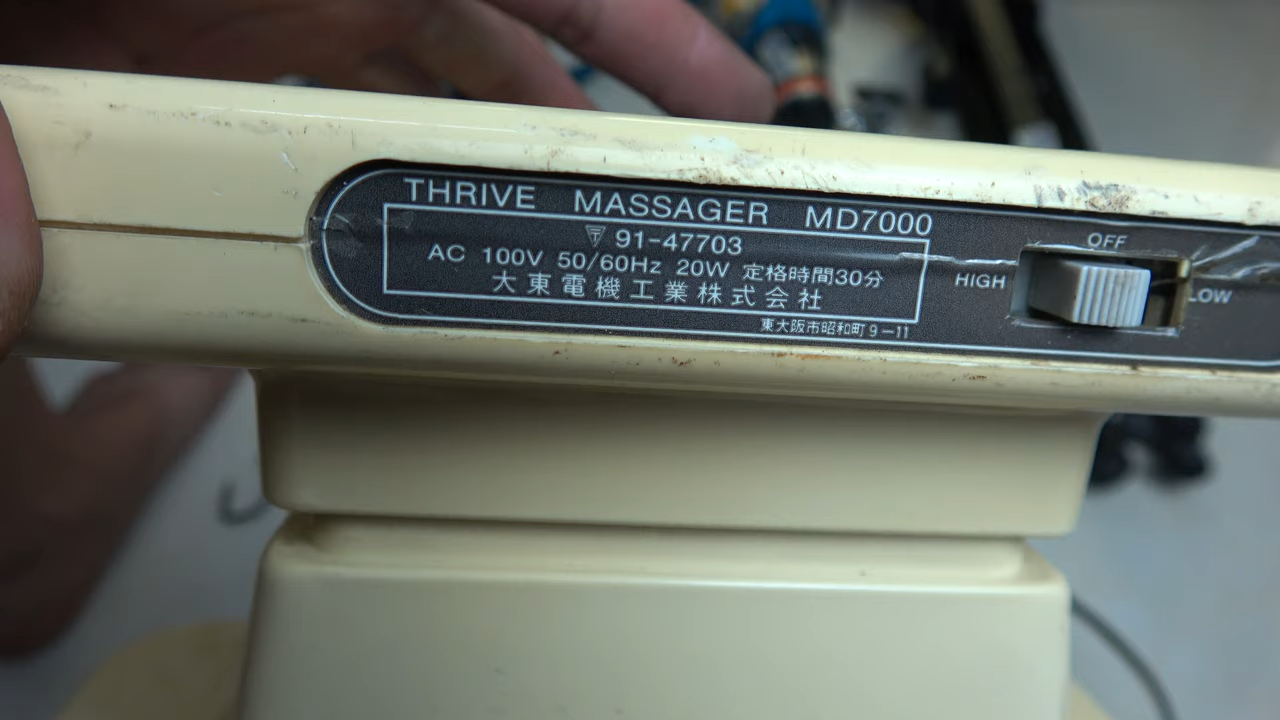 THRIVE MASSAGER MD7000
〒 91-47703
AC 100V 50/60Hz 20W 定格時間30分
大東電機工業株式会社
東大阪市昭和町9-11
OFF
HIGH
LOW